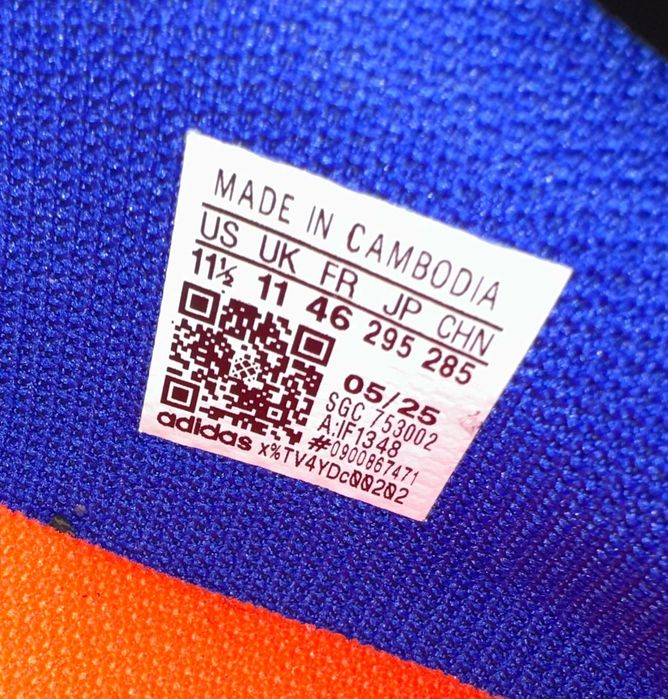 MADE IN CAMBODIA
US UK FR JP CHN
11½ 11 46 295 285
05/25
SGC 753002
A:IF1348
#0900867471
adidas x%TV4YDc00202